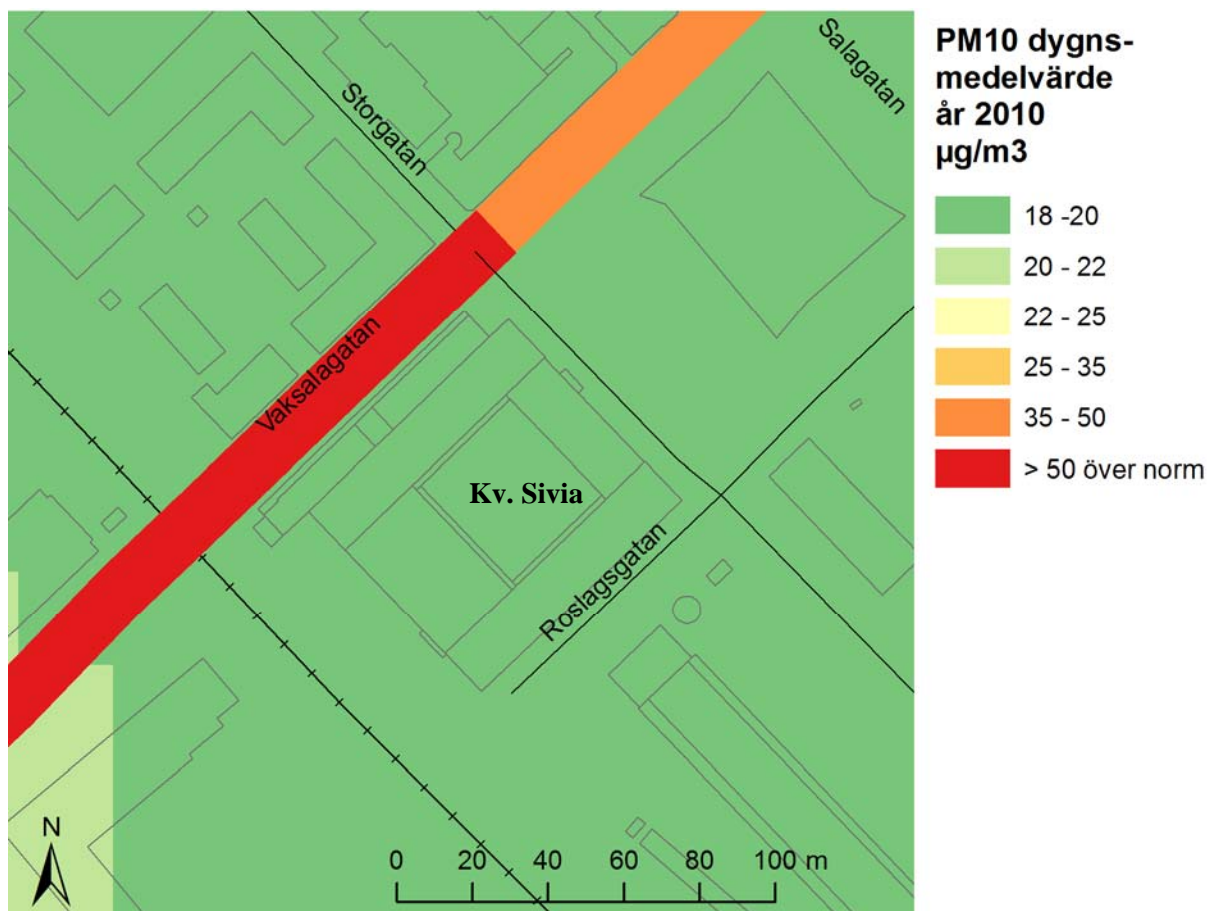 Salagatan
Storgatan
Vaksalagatan
Kv. Sivia
Roslagsgatan
N
0 20 40 60 80 100 m
PM10 dygns-
medelvärde
år 2010
µg/m3
18 -20
20 - 22
22 - 25
25 - 35
35 - 50
> 50 över norm